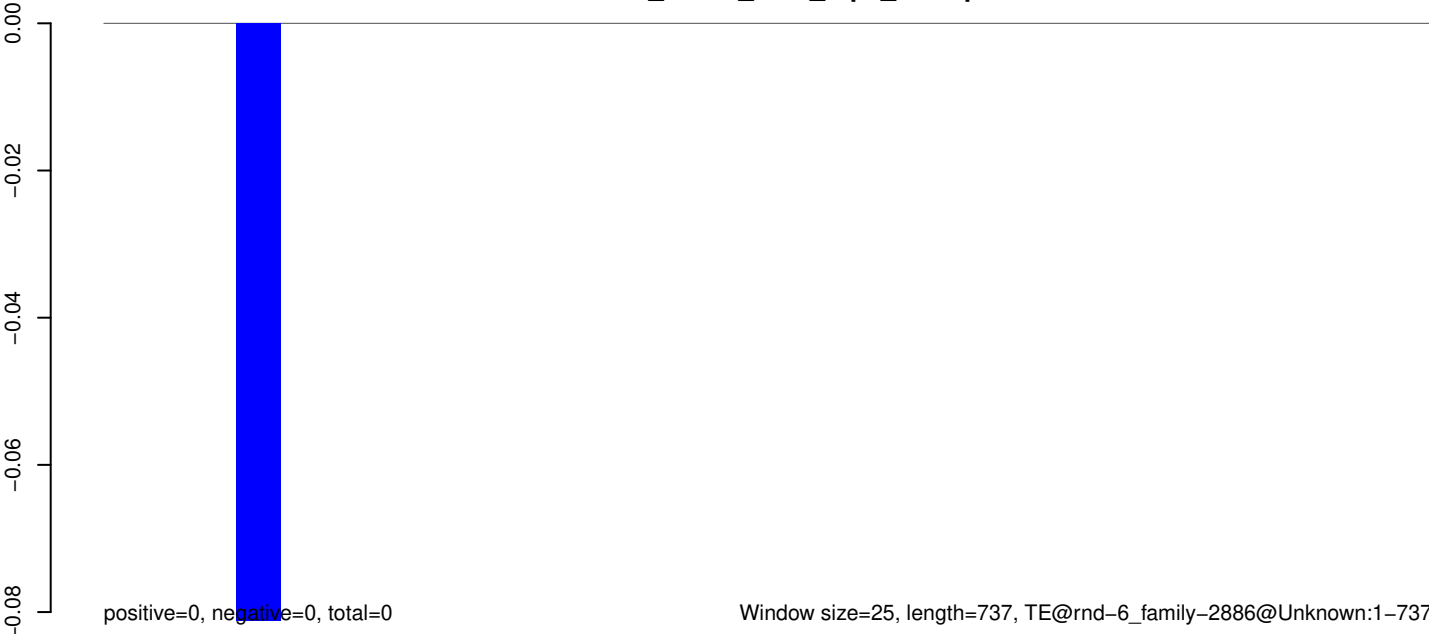 0.00
−0.02
−0.04
−0.06
−0.08
positive=0, negative=0, total=0
Window size=25, length=737, TE@rnd−6_family−2886@Unknown:1−737